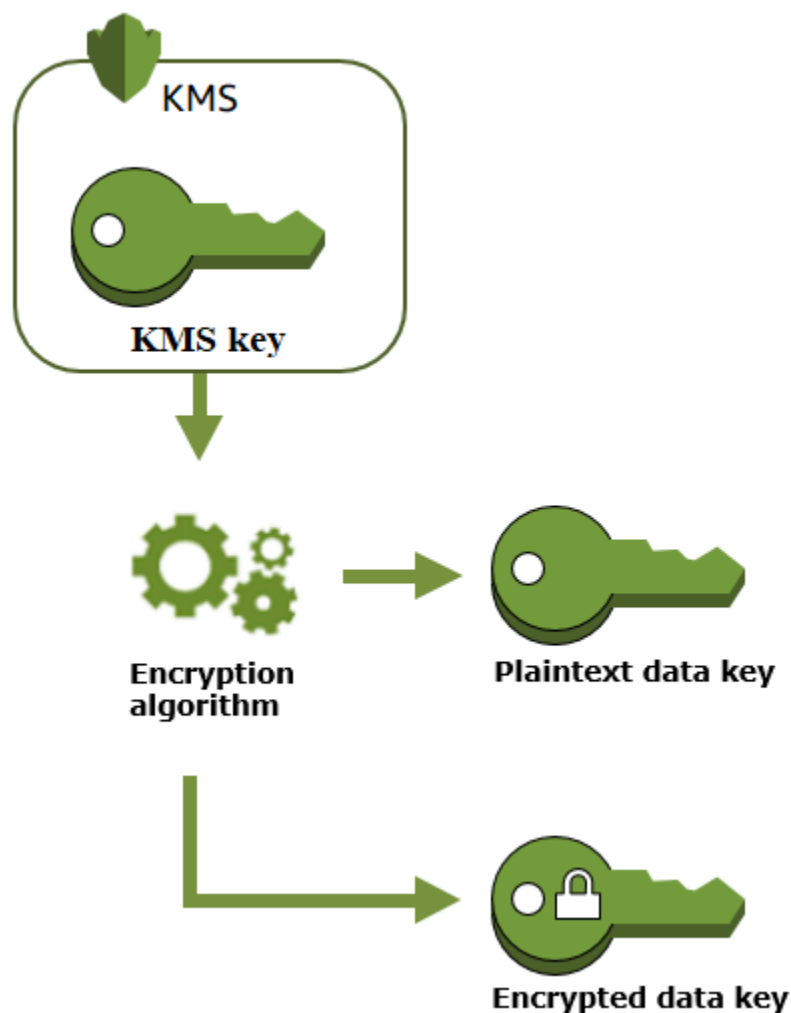 KMS
KMS key
Encryption
algorithm
Plaintext data key
Encrypted data key